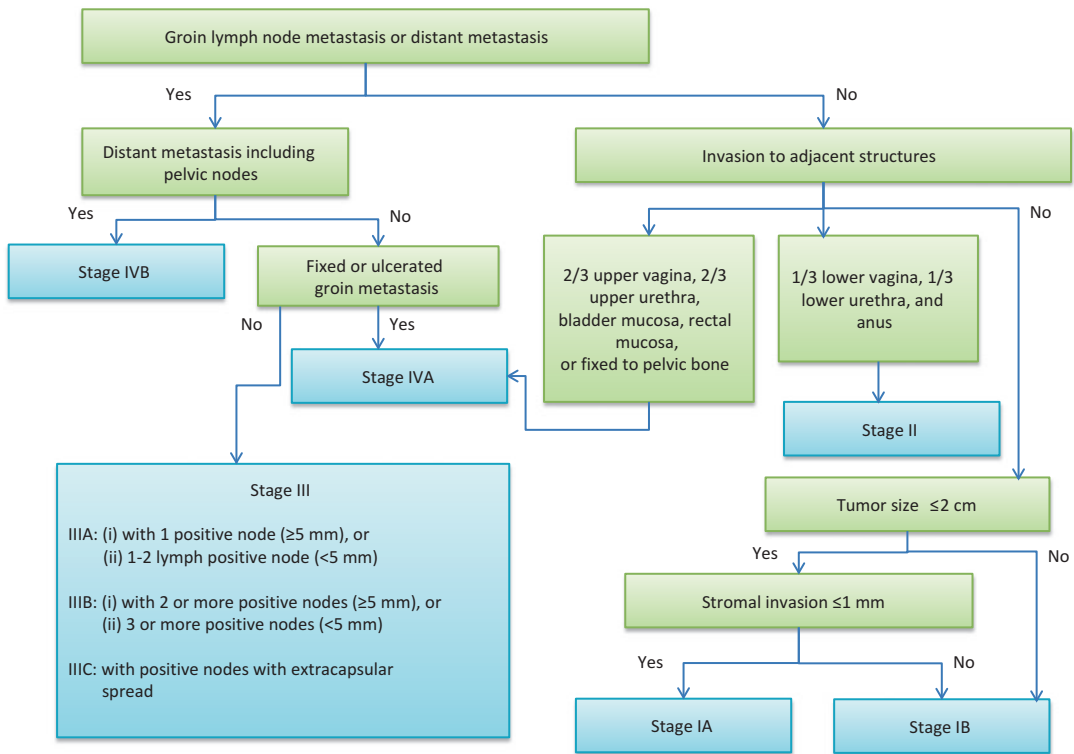 Groin lymph node metastasis or distant metastasis
Yes
No
Distant metastasis including
pelvic nodes
Invasion to adjacent structures
Yes
No
No
Stage IVB
Fixed or ulcerated
groin metastasis
2/3 upper vagina, 2/3
upper urethra,
bladder mucosa, rectal
mucosa,
or fixed to pelvic bone
1/3 lower vagina, 1/3
lower urethra, and
anus
No
Yes
Stage IVA
Stage II
Stage III
IIIA: (i) with 1 positive node (≥5 mm), or
(ii) 1-2 lymph positive node (<5 mm)
IIIB: (i) with 2 or more positive nodes (≥5 mm), or
(ii) 3 or more positive nodes (<5 mm)
IIIC: with positive nodes with extracapsular
spread
Tumor size ≤2 cm
Yes
No
Stromal invasion ≤1 mm
Yes
No
Stage IA
Stage IB